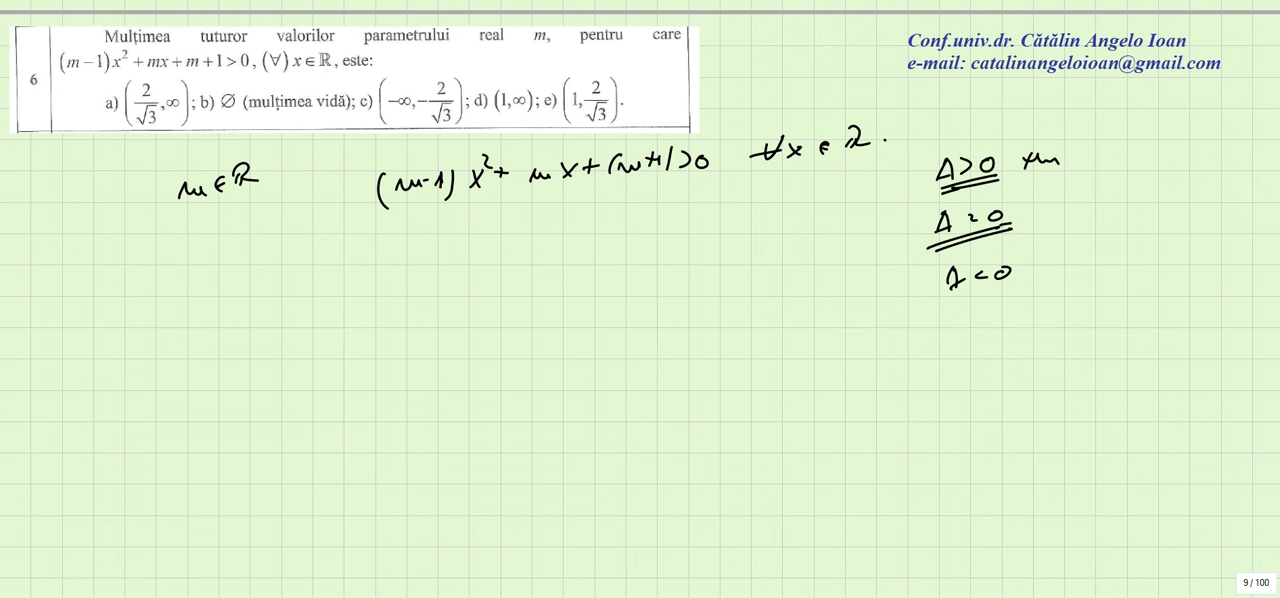 Mulțimea tuturor valorilor parametrului real m, pentru care
6
(m−1)x² + mx + m + 1 > 0, (∀) x ∈ ℝ, este:
a) (2/√3, ∞); b) ∅ (mulțimea vidă); c) (−∞, −2/√3); d) (1, ∞); e) (1, 2/√3).
Conf.univ.dr. Cătălin Angelo Ioan
e-mail: catalinangeloioan@gmail.com
m ∈ ℝ
(m-1) x² + m x + (m+1) > 0 ∀x ∈ ℝ.
Δ > 0
Δ = 0
Δ < 0
9 / 100